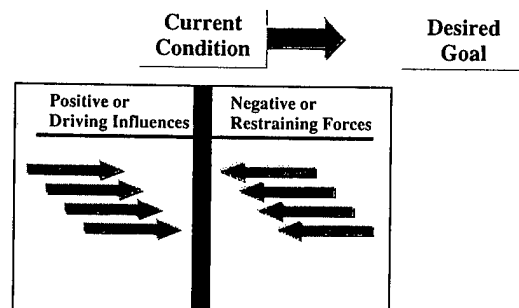 Current
Condition
Desired
Goal
Positive or
Driving Influences
Negative or
Restraining Forces